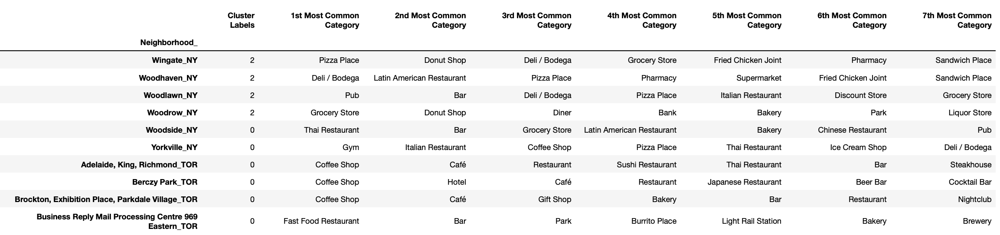 Cluster Labels 1st Most Common Category 2nd Most Common Category 3rd Most Common Category 4th Most Common Category 5th Most Common Category 6th Most Common Category 7th Most Common Category
Neighborhood_
Wingate_NY 2 Pizza Place Donut Shop Deli / Bodega Grocery Store Fried Chicken Joint Pharmacy Sandwich Place
Woodhaven_NY 2 Deli / Bodega Latin American Restaurant Pizza Place Pharmacy Supermarket Fried Chicken Joint Sandwich Place
Woodlawn_NY 2 Pub Bar Deli / Bodega Pizza Place Italian Restaurant Discount Store Grocery Store
Woodrow_NY 2 Grocery Store Donut Shop Diner Bank Bakery Park Liquor Store
Woodside_NY 0 Thai Restaurant Bar Grocery Store Latin American Restaurant Bakery Chinese Restaurant Pub
Yorkville_NY 0 Gym Italian Restaurant Coffee Shop Pizza Place Thai Restaurant Ice Cream Shop Deli / Bodega
Adelaide, King, Richmond_TOR 0 Coffee Shop Café Restaurant Sushi Restaurant Thai Restaurant Bar Steakhouse
Berczy Park_TOR 0 Coffee Shop Hotel Café Restaurant Japanese Restaurant Beer Bar Cocktail Bar
Brockton, Exhibition Place, Parkdale Village_TOR 0 Coffee Shop Café Gift Shop Bakery Bar Restaurant Nightclub
Business Reply Mail Processing Centre 969 Eastern_TOR 0 Fast Food Restaurant Bar Park Burrito Place Light Rail Station Bakery Brewery